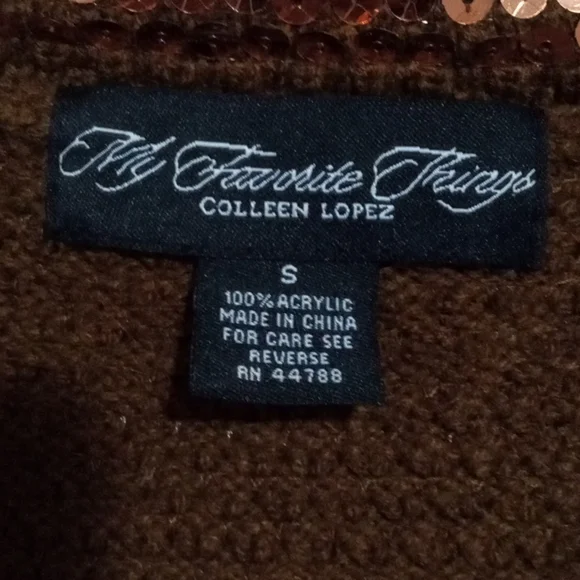 My Favorite Things
COLLEEN LOPEZ
S
100% ACRYLIC
MADE IN CHINA
FOR CARE SEE
REVERSE
RN 44788